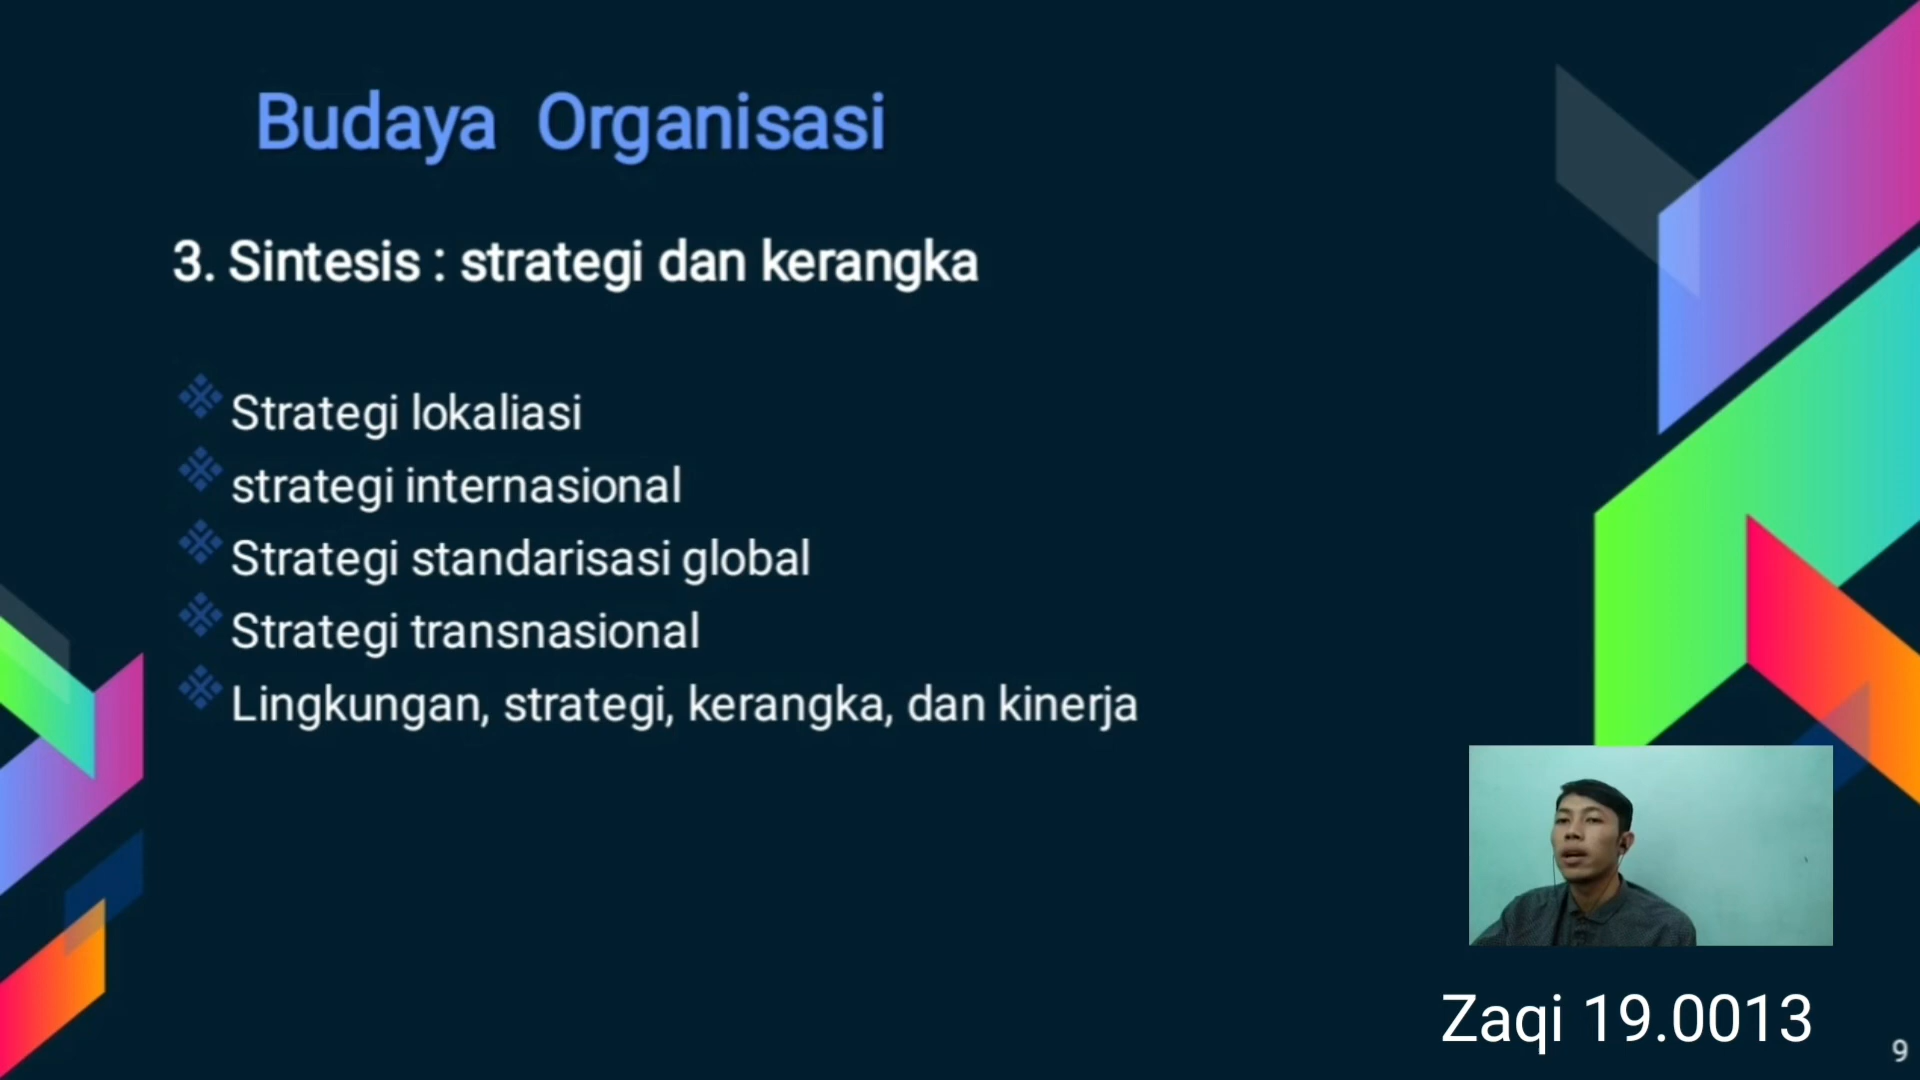 Budaya Organisasi
3. Sintesis : strategi dan kerangka
Strategi lokaliasi
strategi internasional
Strategi standarisasi global
Strategi transnasional
Lingkungan, strategi, kerangka, dan kinerja
Zaqi 19.0013
9